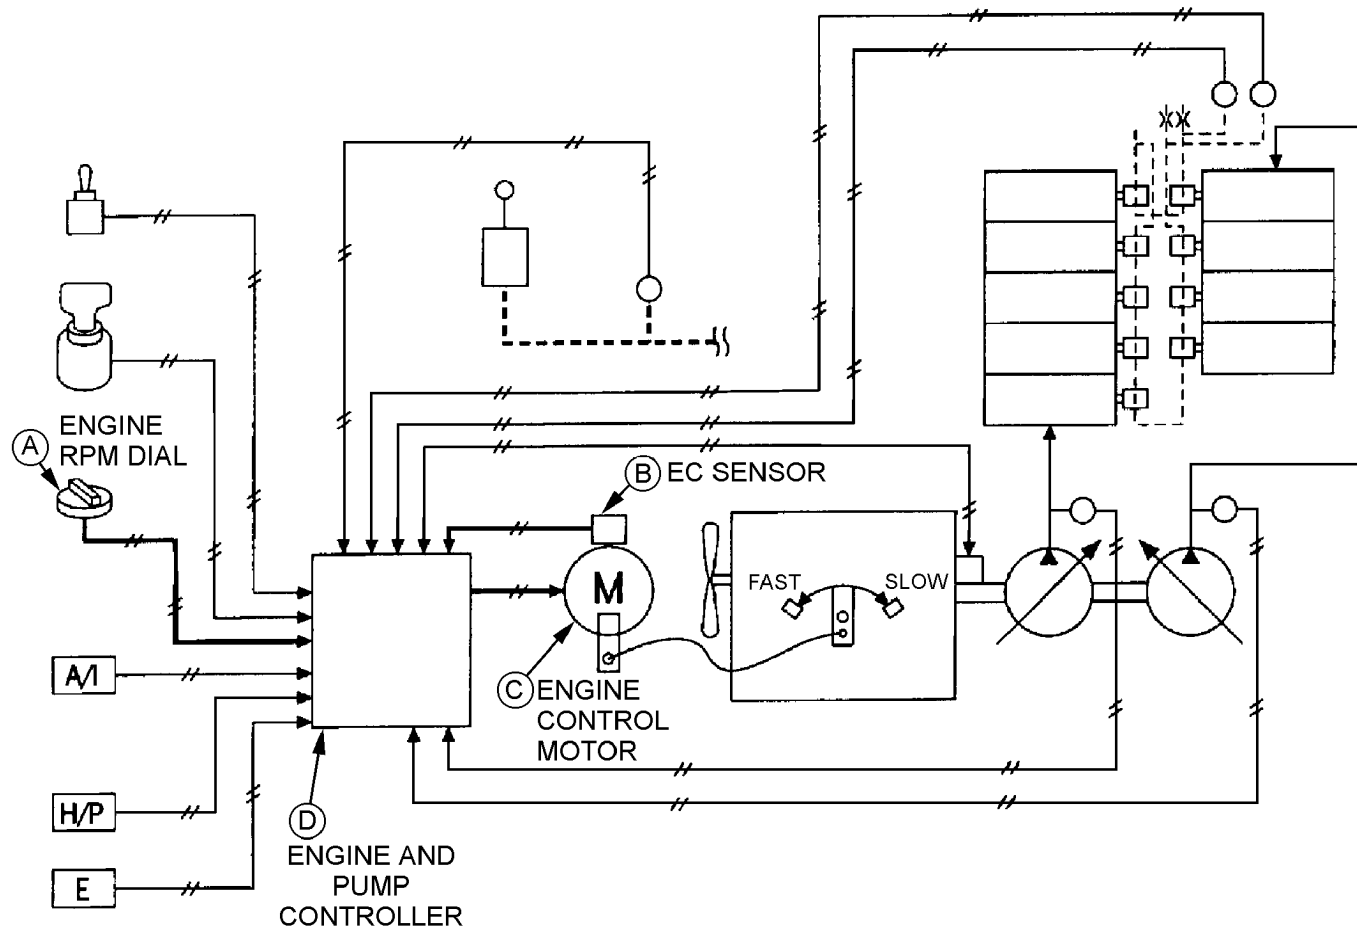 A
ENGINE
RPM DIAL
B
EC SENSOR
M
FAST
SLOW
A/I
C
ENGINE
CONTROL
MOTOR
H/P
D
E
ENGINE AND
PUMP
CONTROLLER